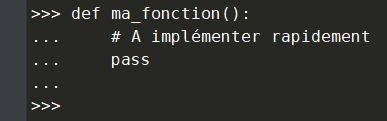 >>> def ma_fonction():
...     # A implémenter rapidement
...     pass
...
>>>